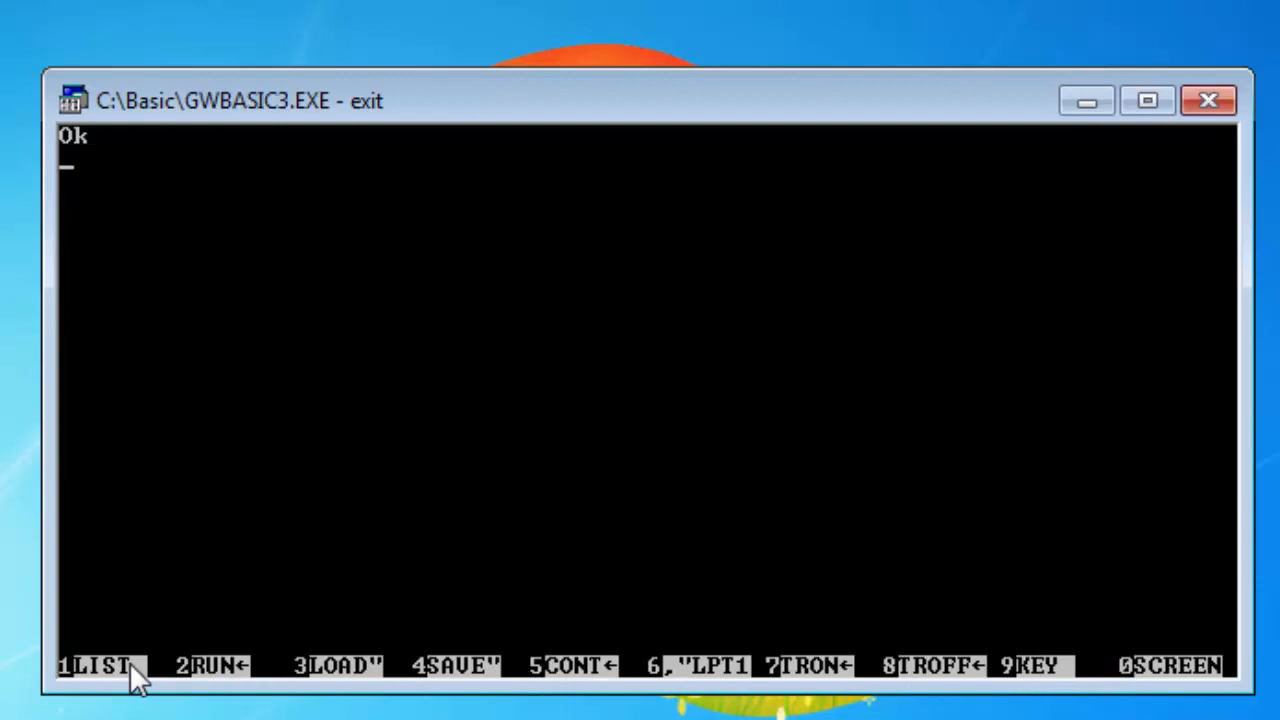 C:\Basic\GWBASIC3.EXE - exit
Ok
1LIST 2RUN← 3LOAD" 4SAVE" 5CONT← 6,"LPT1 7TRON← 8TROFF← 9KEY 0SCREEN